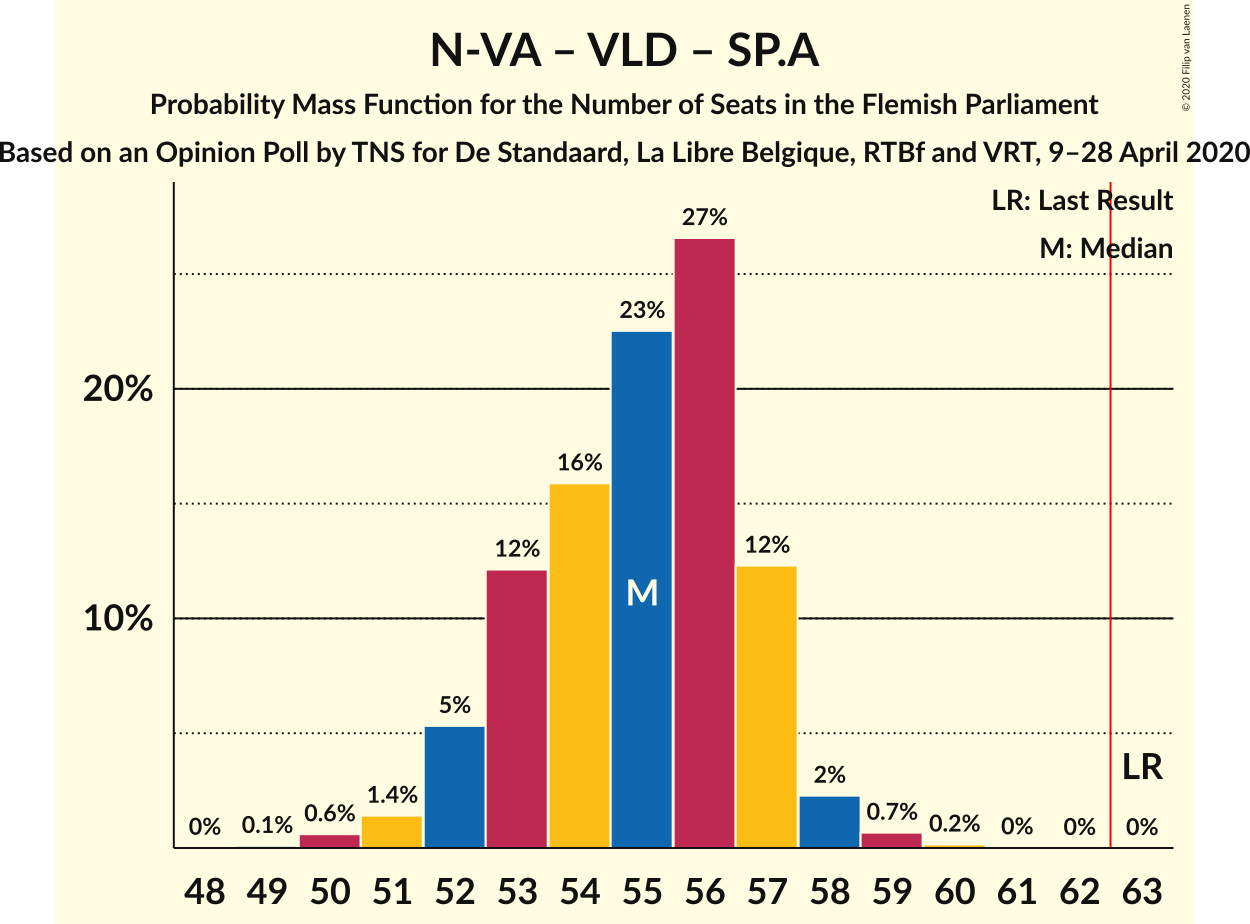 N-VA – VLD – SP.A
Probability Mass Function for the Number of Seats in the Flemish Parliament
Based on an Opinion Poll by TNS for De Standaard, La Libre Belgique, RTBf and VRT, 9–28 April 2020
© 2020 Filip van Laenen
LR: Last Result
M: Median
27%
23%
20%
16%
12%
12%
M
10%
5%
LR
2%
1.4%
0.6%
0.7%
0%
0.1%
0.2%
0%
0%
0%
48 49 50 51 52 53 54 55 56 57 58 59 60 61 62 63